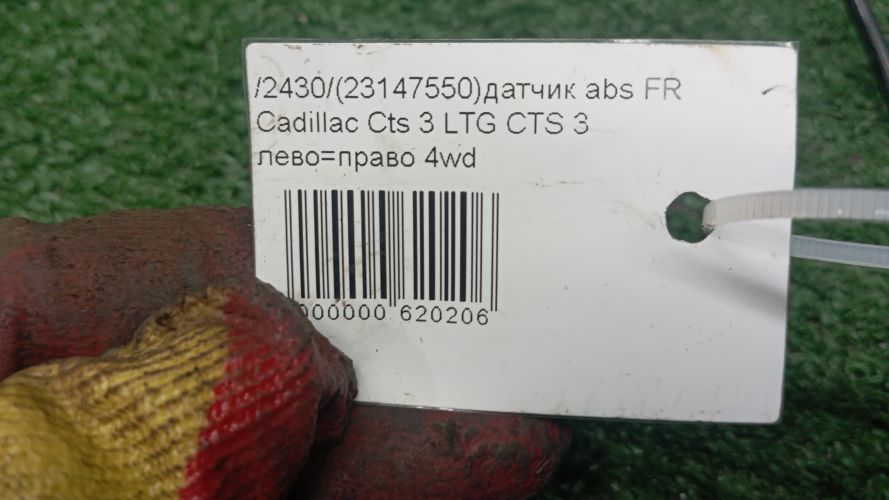 /2430/(23147550)датчик abs FR
Cadillac Cts 3 LTG CTS 3
лево=право 4wd
000000 620206